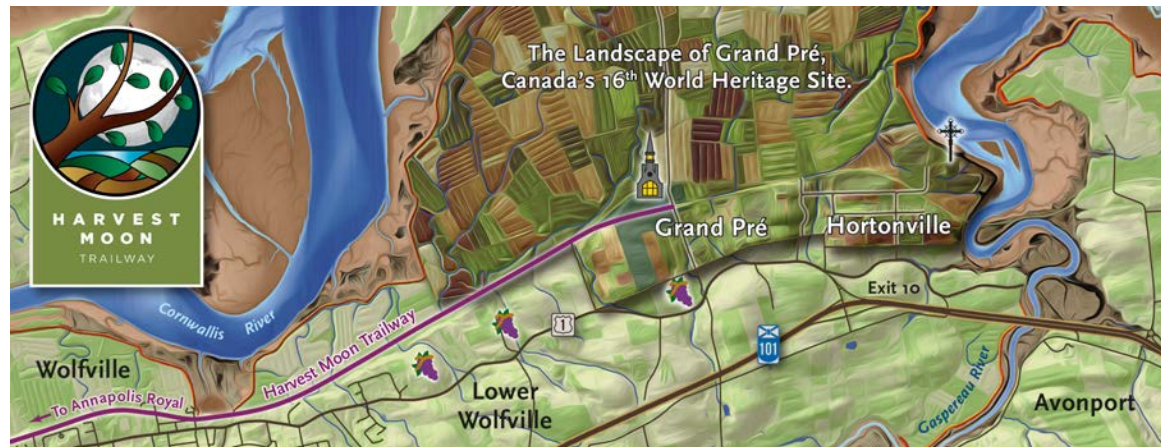 The Landscape of Grand Pré,
Canada's 16th World Heritage Site.
HARVEST
MOON
TRAILWAY
Grand Pré
Hortonville
Exit 10
Cornwallis River
1
101
Harvest Moon Trailway
Wolfville
To Annapolis Royal
Lower
Wolfville
Gaspereau River
Avonport